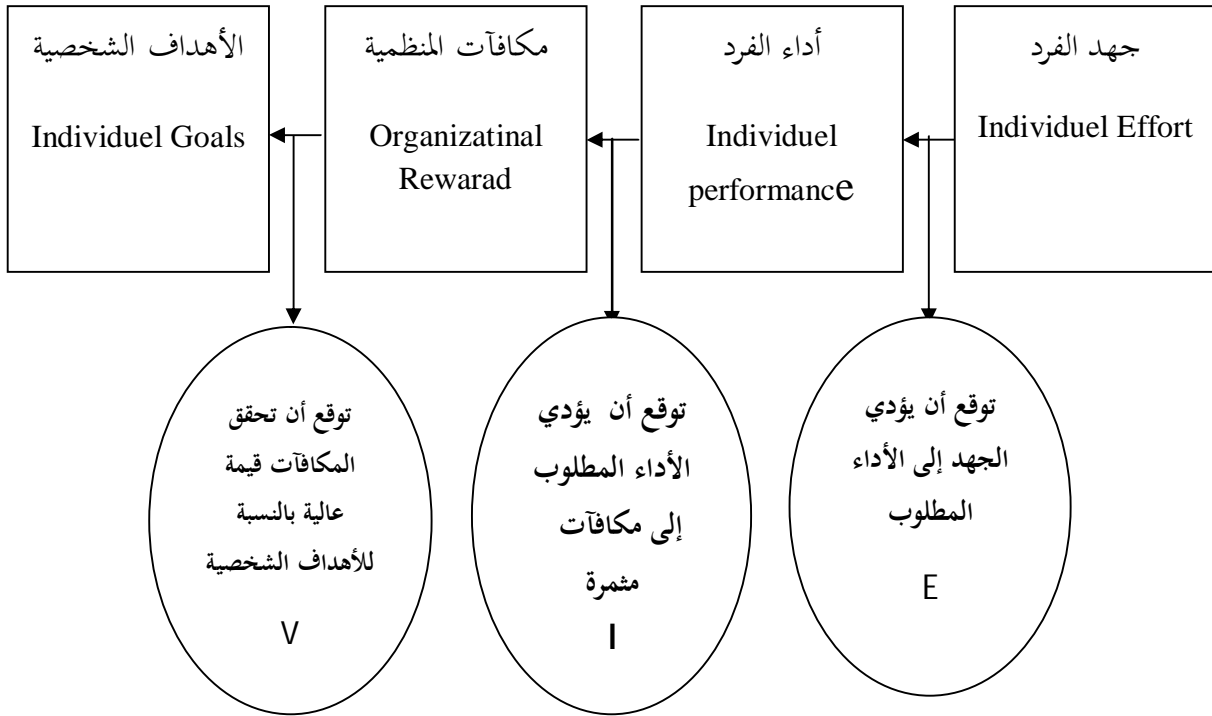 جهد الفرد
Individuel Effort
أداء الفرد
Individuel
performance
مكافآت المنظمية
Organizatinal
Rewarad
الأهداف الشخصية
Individuel Goals
توقع أن يؤدي
الجهد إلى الأداء
المطلوب
E
توقع أن يؤدي
الأداء المطلوب
إلى مكافآت
مثمرة
I
توقع أن تحقق
المكافآت قيمة
عالية بالنسبة
للأهداف الشخصية
V